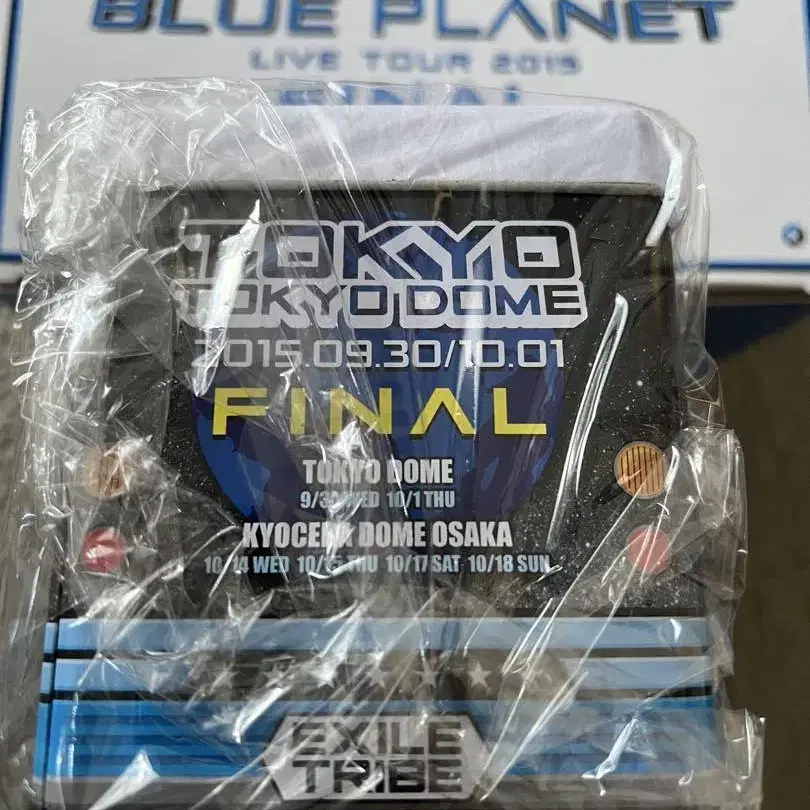 BLUE PLANET
LIVE TOUR 2015
FINAL
TOKYO
TOKYO DOME
2015.09.30/10.01
FINAL
TOKYO DOME
9/30 WED 10/1 THU
KYOCERA DOME OSAKA
10/14 WED 10/15 THU 10/17 SAT 10/18 SUN
EXILE
TRIBE